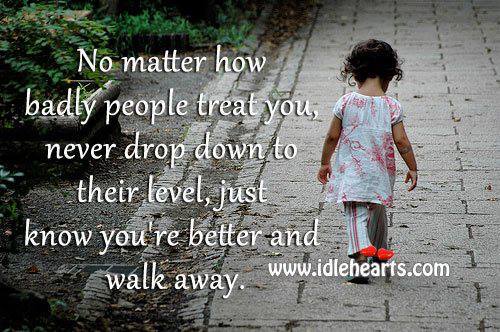 No matter how
badly people treat you,
never drop down to
their level, just
know you're better and
walk away.
www.idlehearts.com